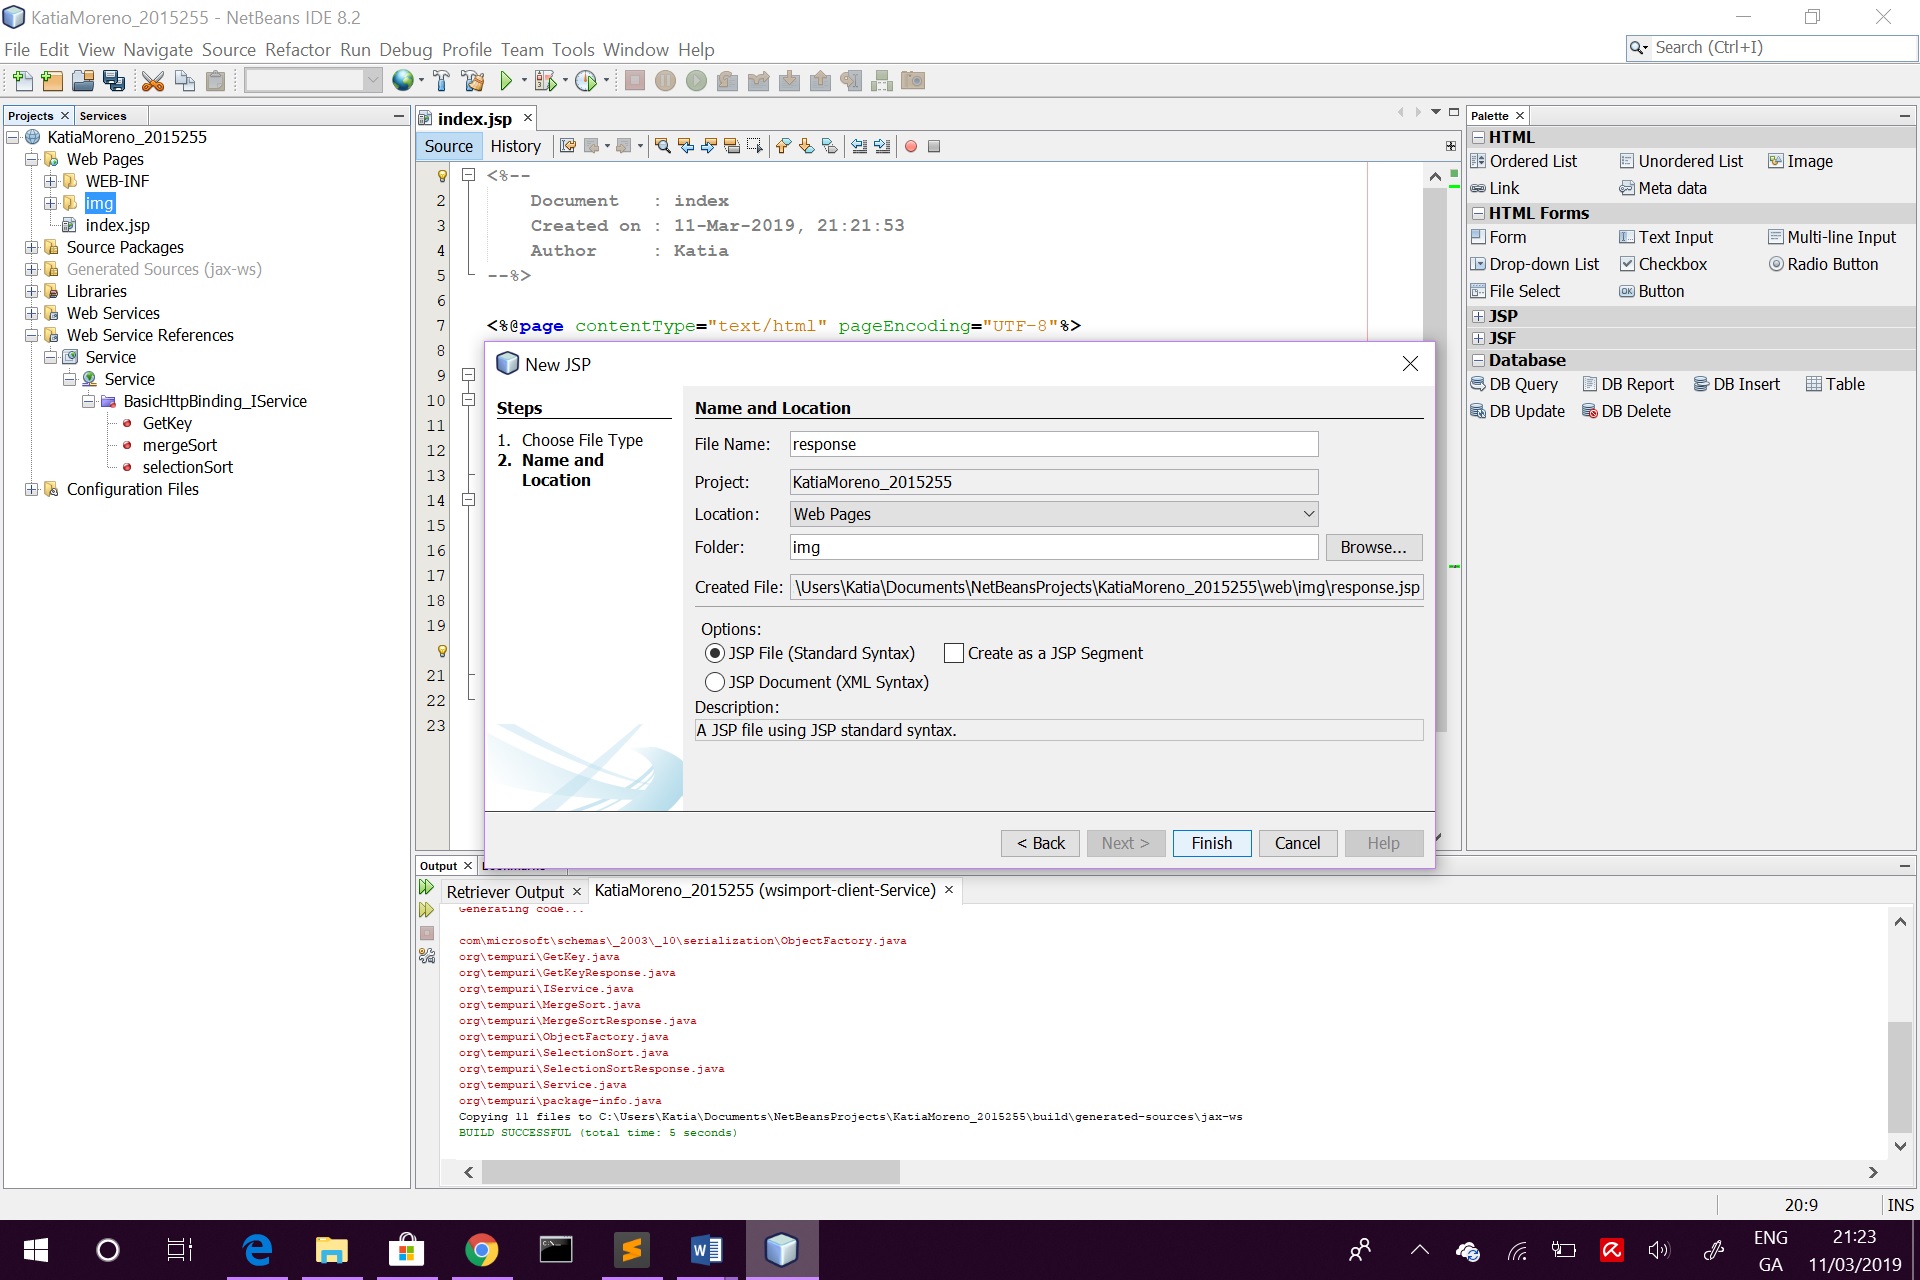 KatiaMoreno_2015255 - NetBeans IDE 8.2
File Edit View Navigate Source Refactor Run Debug Profile Team Tools Window Help
Search (Ctrl+I)
Projects
Services
KatiaMoreno_2015255
Web Pages
WEB-INF
img
index.jsp
Source Packages
Generated Sources (jax-ws)
Libraries
Web Services
Web Service References
Service
Service
BasicHttpBinding_IService
GetKey
mergeSort
selectionSort
Configuration Files
index.jsp
Source History
<%--
2 Document : index
3 Created on : 11-Mar-2019, 21:21:53
4 Author : Katia
5 --%>
6
7 <%@page contentType="text/html" pageEncoding="UTF-8"%>
8
9
10
11
12
13
14
15
16
17
18
19
21
22
23
New JSP
Steps
1. Choose File Type
2. Name and
Location
Name and Location
File Name: response
Project: KatiaMoreno_2015255
Location: Web Pages
Folder: img Browse...
Created File: \Users\Katia\Documents\NetBeansProjects\KatiaMoreno_2015255\web\img\response.jsp
Options:
JSP File (Standard Syntax) Create as a JSP Segment
JSP Document (XML Syntax)
Description:
A JSP file using JSP standard syntax.
< Back Next > Finish Cancel Help
Palette
HTML
Ordered List Unordered List Image
Link Meta data
HTML Forms
Form Text Input Multi-line Input
Drop-down List Checkbox Radio Button
File Select Button
JSP
JSF
Database
DB Query DB Report DB Insert Table
DB Update DB Delete
Output
Retriever Output KatiaMoreno_2015255 (wsimport-client-Service)
Generating code...
com\microsoft\schemas\_2003\_10\serialization\ObjectFactory.java
org\tempuri\GetKey.java
org\tempuri\GetKeyResponse.java
org\tempuri\IService.java
org\tempuri\MergeSort.java
org\tempuri\MergeSortResponse.java
org\tempuri\ObjectFactory.java
org\tempuri\SelectionSort.java
org\tempuri\SelectionSortResponse.java
org\tempuri\Service.java
org\tempuri\package-info.java
Copying 11 files to C:\Users\Katia\Documents\NetBeansProjects\KatiaMoreno_2015255\build\generated-sources\jax-ws
BUILD SUCCESSFUL (total time: 5 seconds)
20:9 INS
ENG
GA
21:23
11/03/2019